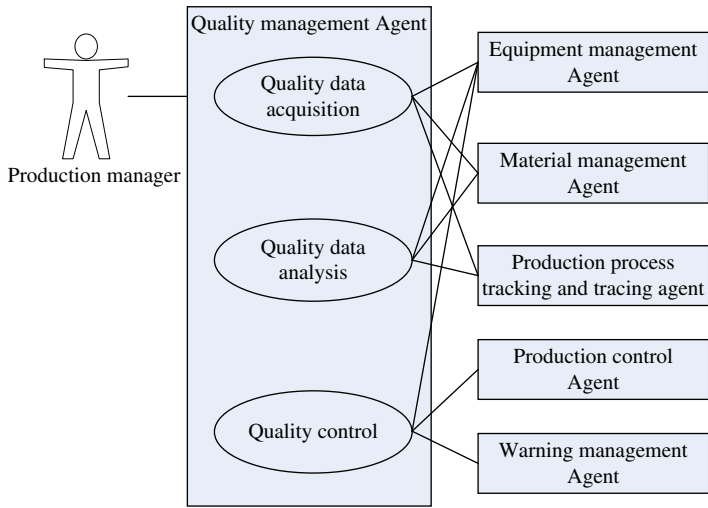 Quality management Agent
Production manager
Quality data
acquisition
Quality data
analysis
Quality control
Equipment management
Agent
Material management
Agent
Production process
tracking and tracing agent
Production control
Agent
Warning management
Agent